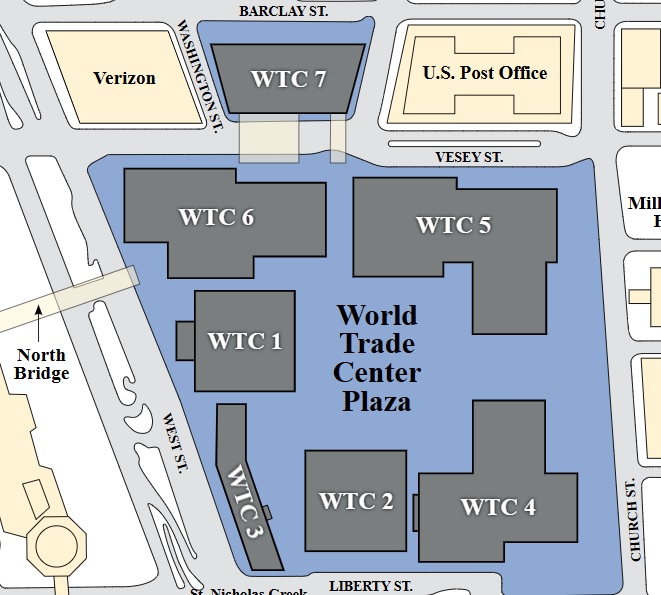 BARCLAY ST.
CHU
WASHINGTON ST.
Verizon
WTC 7
U.S. Post Office
VESEY ST.
WTC 6
WTC 5
Mill
H
World
Trade
Center
Plaza
WTC 1
North
Bridge
WEST ST.
WTC 3
WTC 2
WTC 4
CHURCH ST.
LIBERTY ST.
St. Nicholas Greek